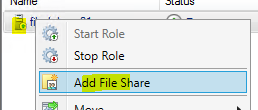 Name Status
Start Role
Stop Role
Add File Share
Move